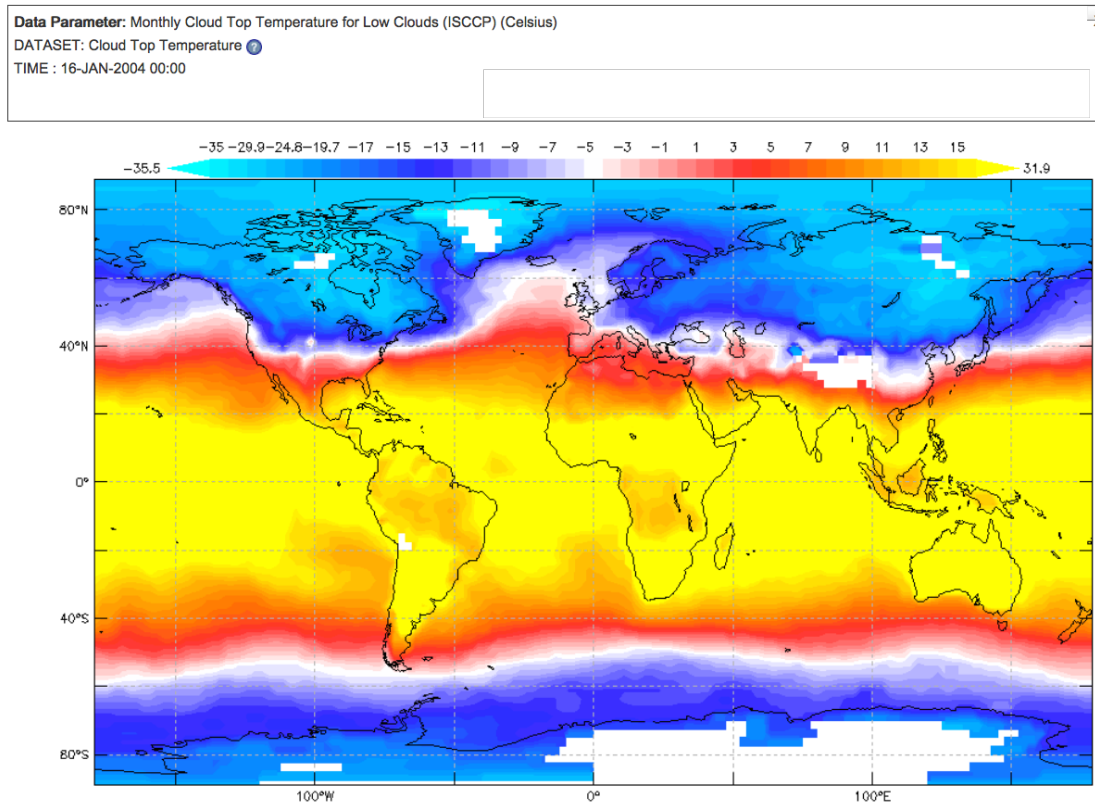 Data Parameter: Monthly Cloud Top Temperature for Low Clouds (ISCCP) (Celsius)
DATASET: Cloud Top Temperature ?
TIME : 16-JAN-2004 00:00
−35 −29.9 −24.8 −19.7 −17 −15 −13 −11 −9 −7 −5 −3 −1 1 3 5 7 9 11 13 15
−35.5 31.9
80°N
40°N
0°
40°S
80°S
100°W 0° 100°E